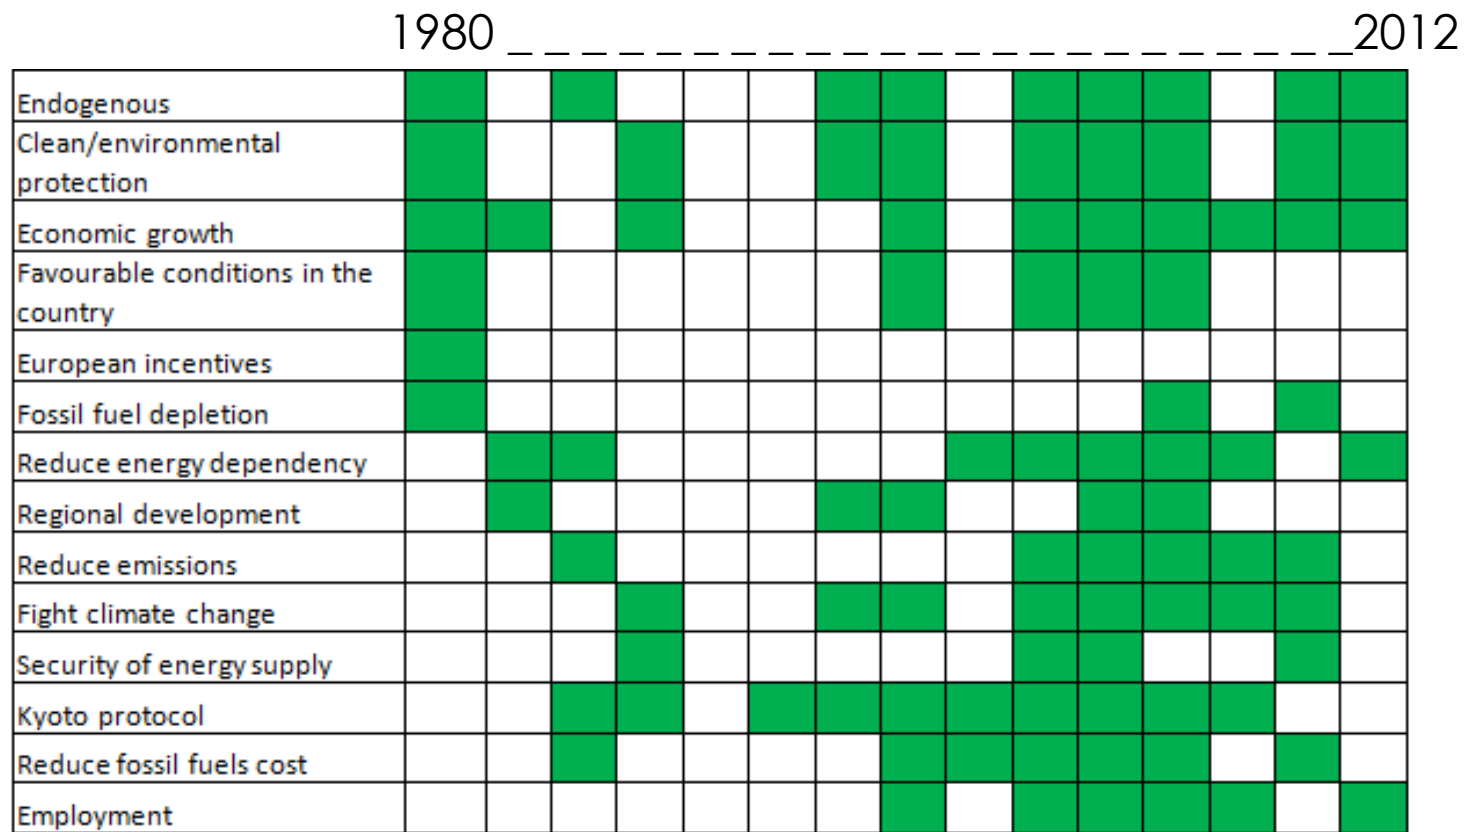 1980 _ _ _ _ _ _ _ _ _ _ _ _ _ _ _ _ _ _ _ _ _ _ _2012
Endogenous
Clean/environmental
protection
Economic growth
Favourable conditions in the
country
European incentives
Fossil fuel depletion
Reduce energy dependency
Regional development
Reduce emissions
Fight climate change
Security of energy supply
Kyoto protocol
Reduce fossil fuels cost
Employment